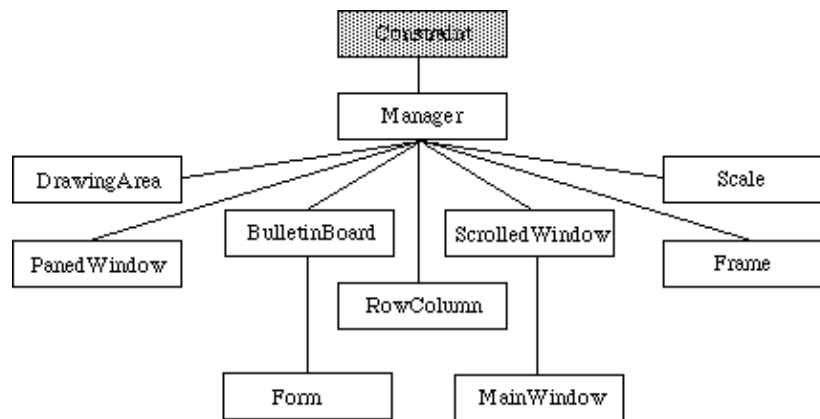 Constraint
Manager
DrawingArea
Scale
BulletinBoard
ScrolledWindow
PanedWindow
Frame
RowColumn
Form
MainWindow